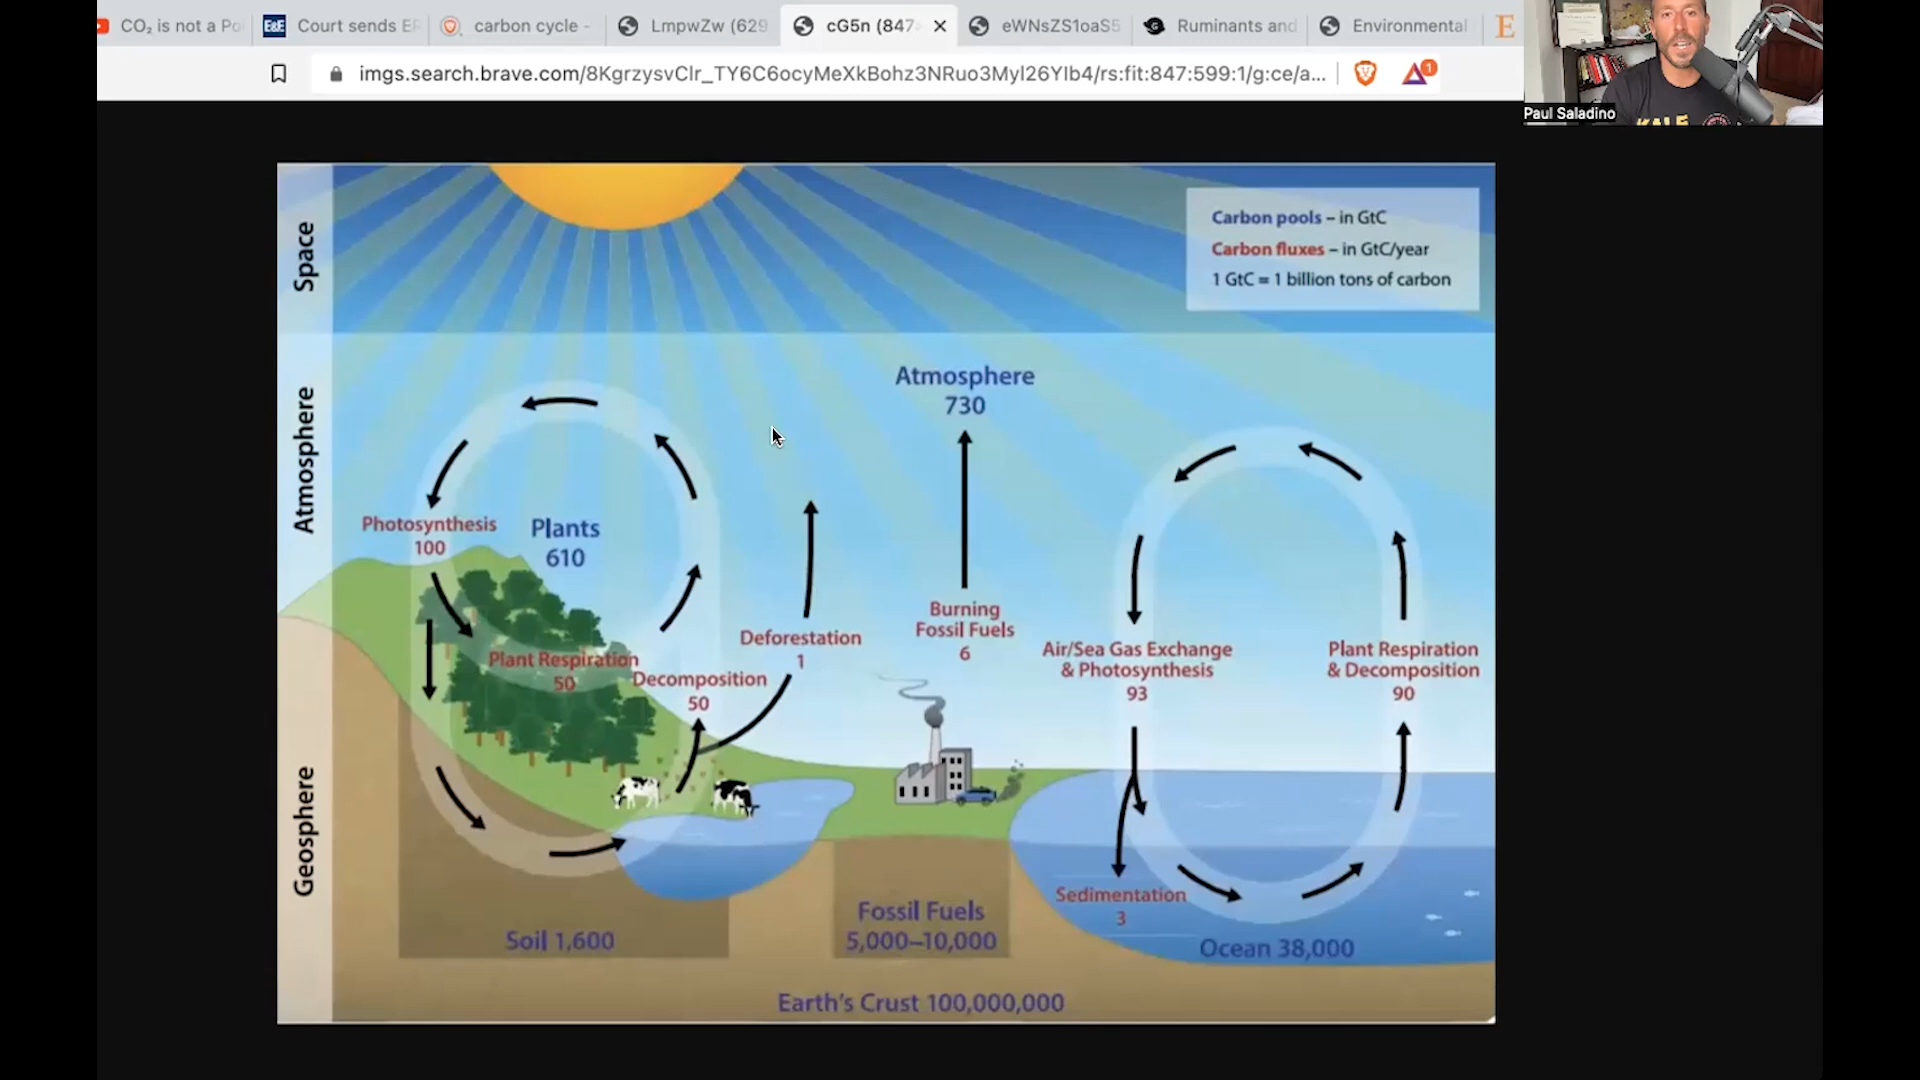 CO₂ is not a Po
E&E
Court sends EP
carbon cycle -
LmpwZw (629
cG5n (847
eWNsZS1oaS5
Ruminants and
Environmental
E
imgs.search.brave.com/8KgrzysvClr_TY6C6ocyMeXkBohz3NRuo3Myl26YIb4/rs:fit:847:599:1/g:ce/a...
1
Paul Saladino
KALE
Space
Carbon pools – in GtC
Carbon fluxes – in GtC/year
1 GtC = 1 billion tons of carbon
Atmosphere
Atmosphere
730
Photosynthesis
100
Plants
610
Plant Respiration
50
Decomposition
50
Deforestation
1
Burning
Fossil Fuels
6
Air/Sea Gas Exchange
& Photosynthesis
93
Plant Respiration
& Decomposition
90
Geosphere
Soil 1,600
Fossil Fuels
5,000–10,000
Sedimentation
3
Ocean 38,000
Earth's Crust 100,000,000